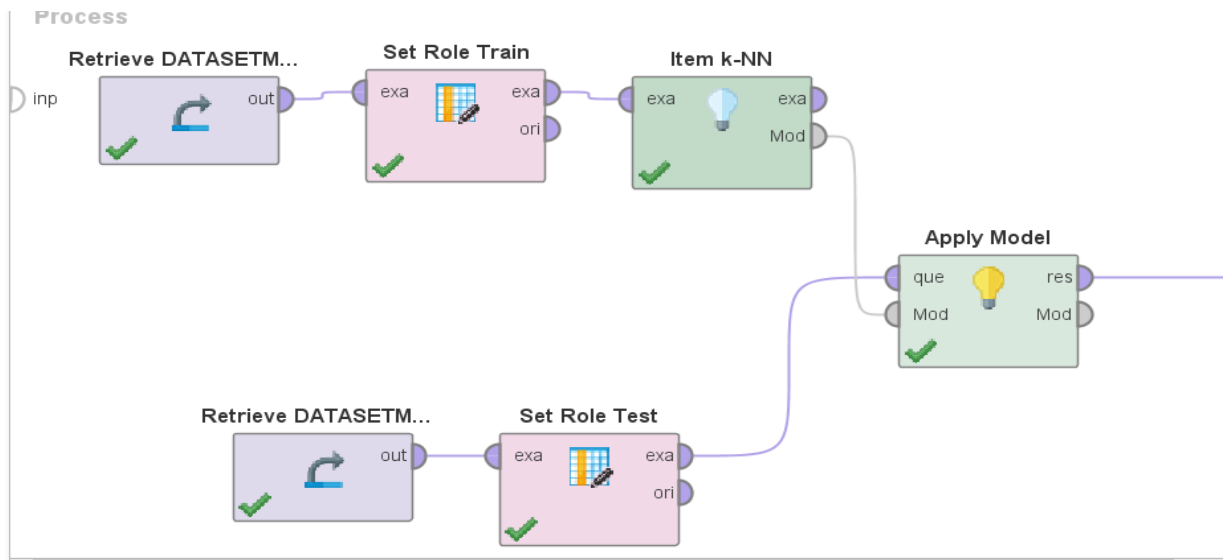 Process
Retrieve DATASETM...
Set Role Train
Item k-NN
inp
out
exa
exa
ori
exa
exa
Mod
Apply Model
que
res
Mod
Mod
Retrieve DATASETM...
Set Role Test
out
exa
exa
ori